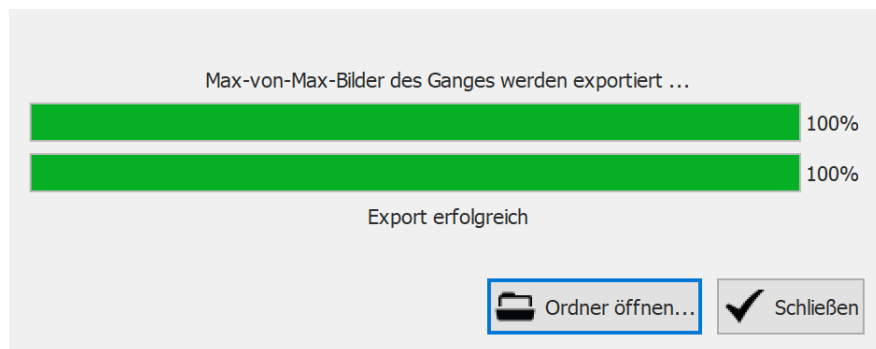 Max-von-Max-Bilder des Ganges werden exportiert ...
100%
100%
Export erfolgreich
Ordner öffnen... Schließen